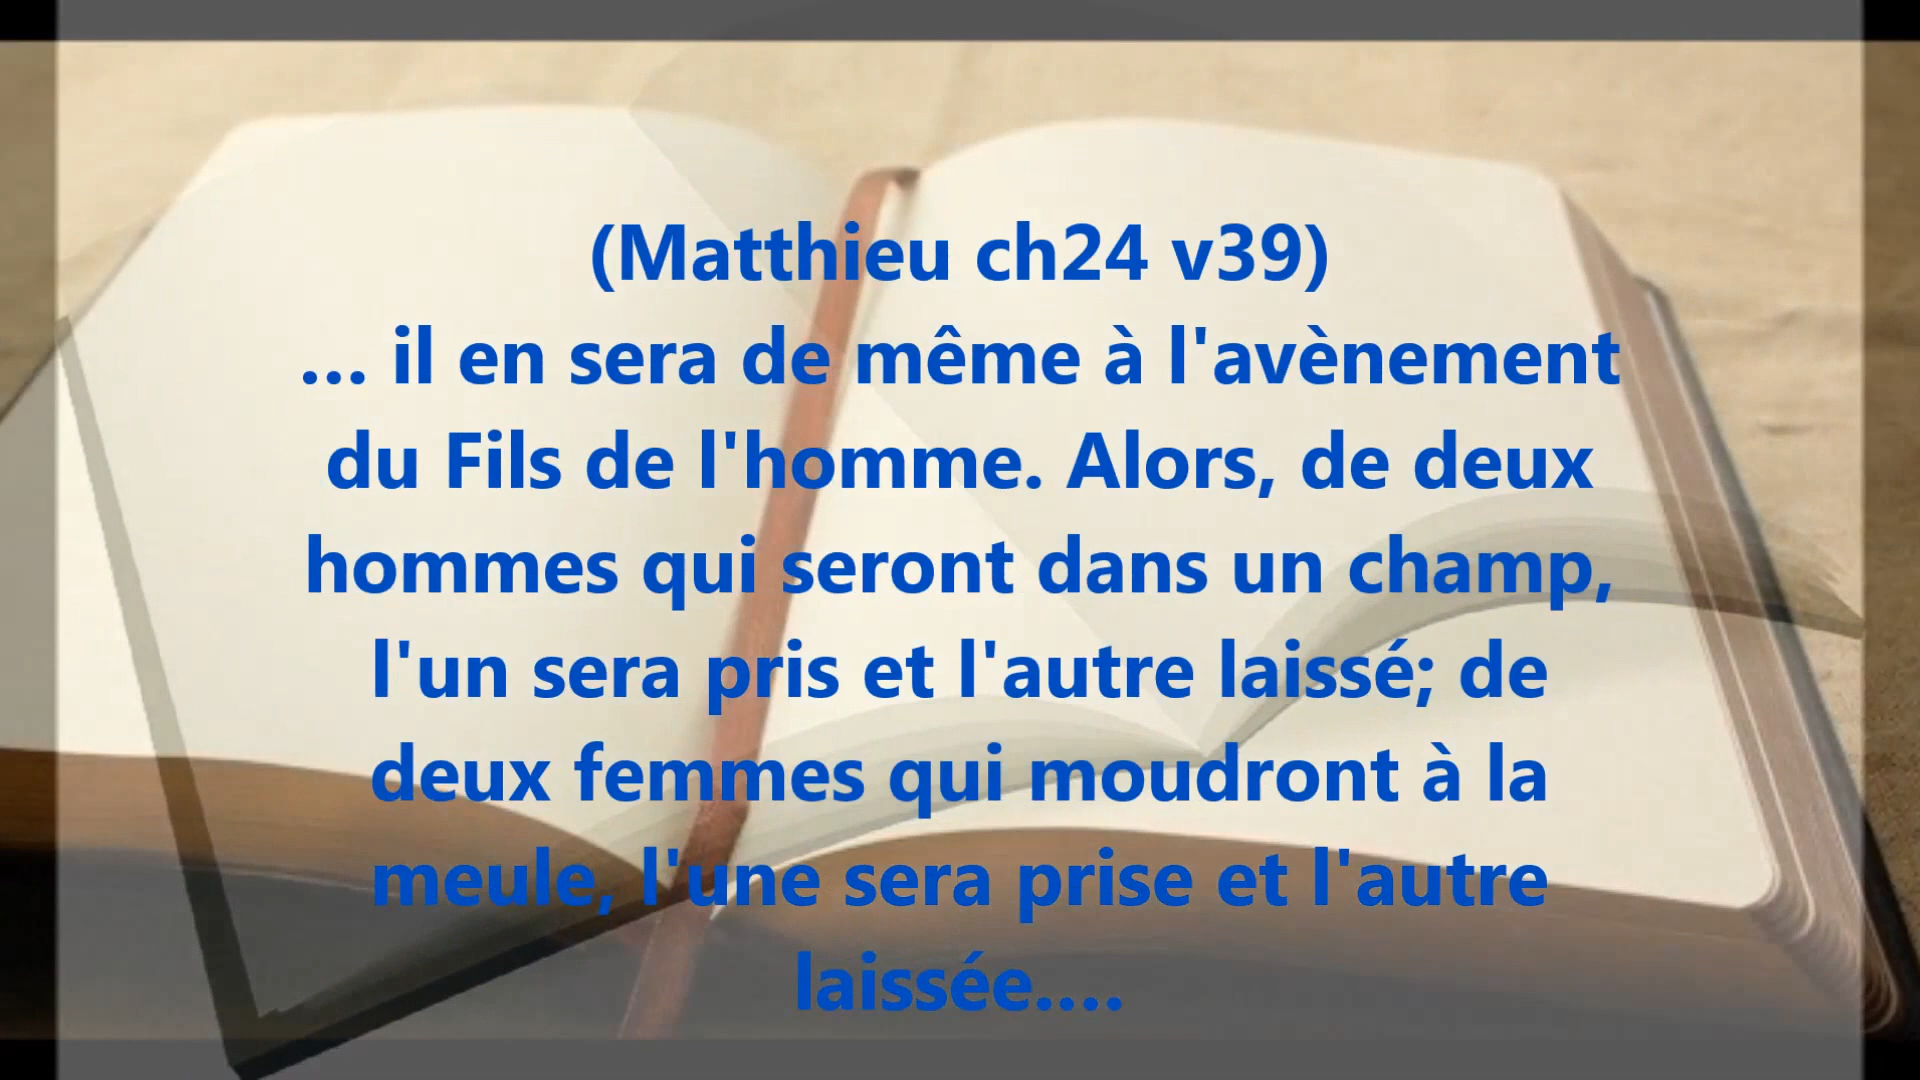 (Matthieu ch24 v39)
... il en sera de même à l'avènement
du Fils de l'homme. Alors, de deux
hommes qui seront dans un champ,
l'un sera pris et l'autre laissé; de
deux femmes qui moudront à la
meule, l'une sera prise et l'autre
laissée....